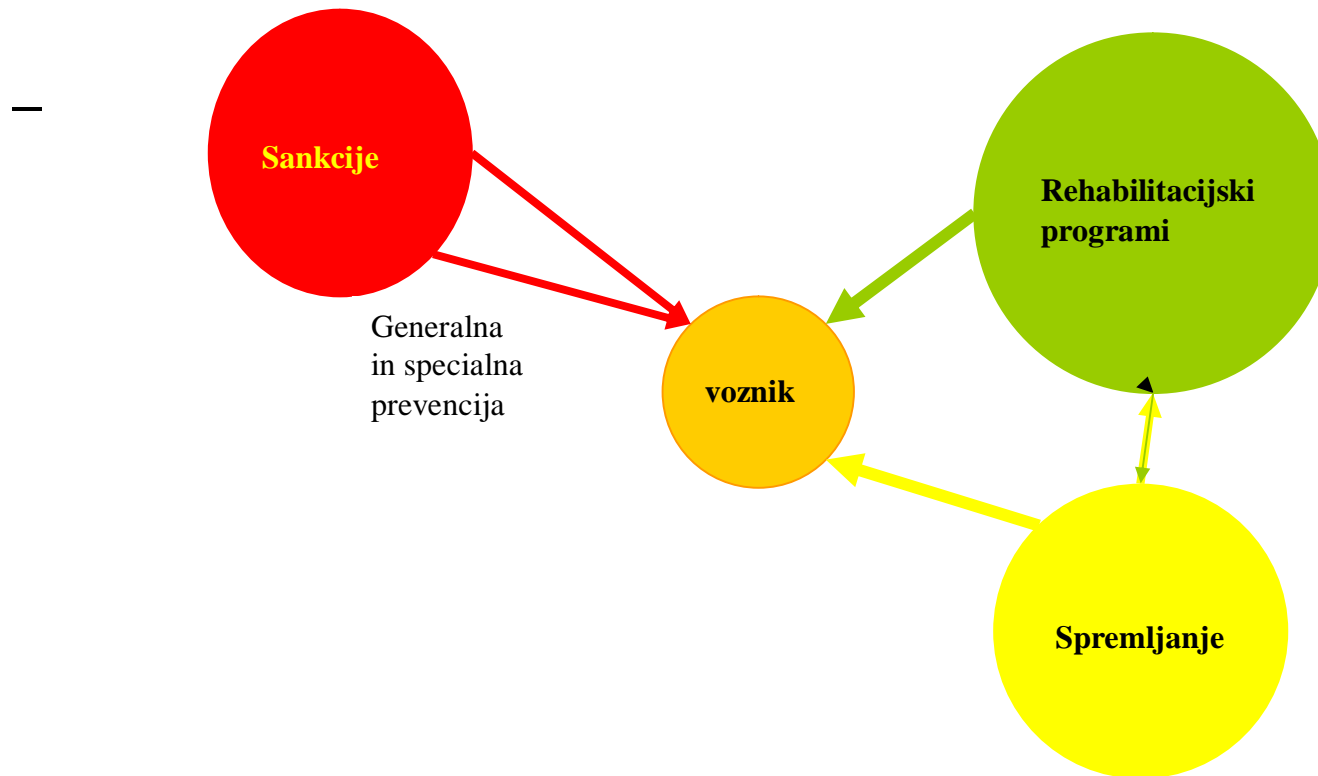 –
Sankcije
Rehabilitacijski
programi
Generalna
in specialna
prevencija
voznik
Spremljanje